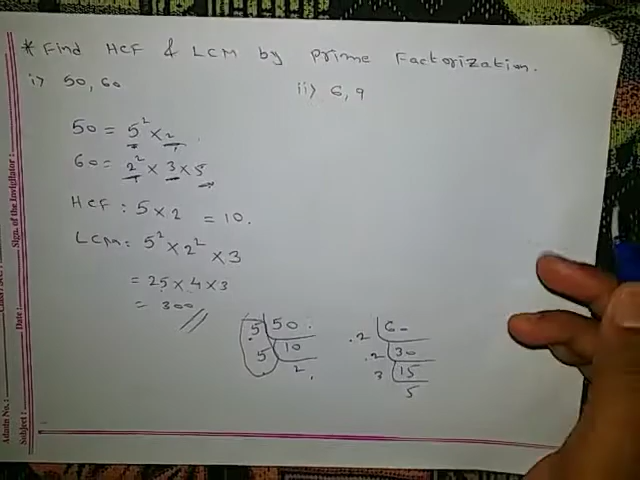 * Find HCF & LCM by prime Factorization.
i> 50, 60
ii> 6, 9
50 = 5² × 2
60 = 2² × 3 × 5
HCF : 5 × 2 = 10.
LCM : 5² × 2² × 3
= 25 × 4 × 3
= 300 //
5 50
5 10
2
2 60
2 30
3 15
5
Sign. of the Invigilator :
Date :
Admn No. :
Subject :